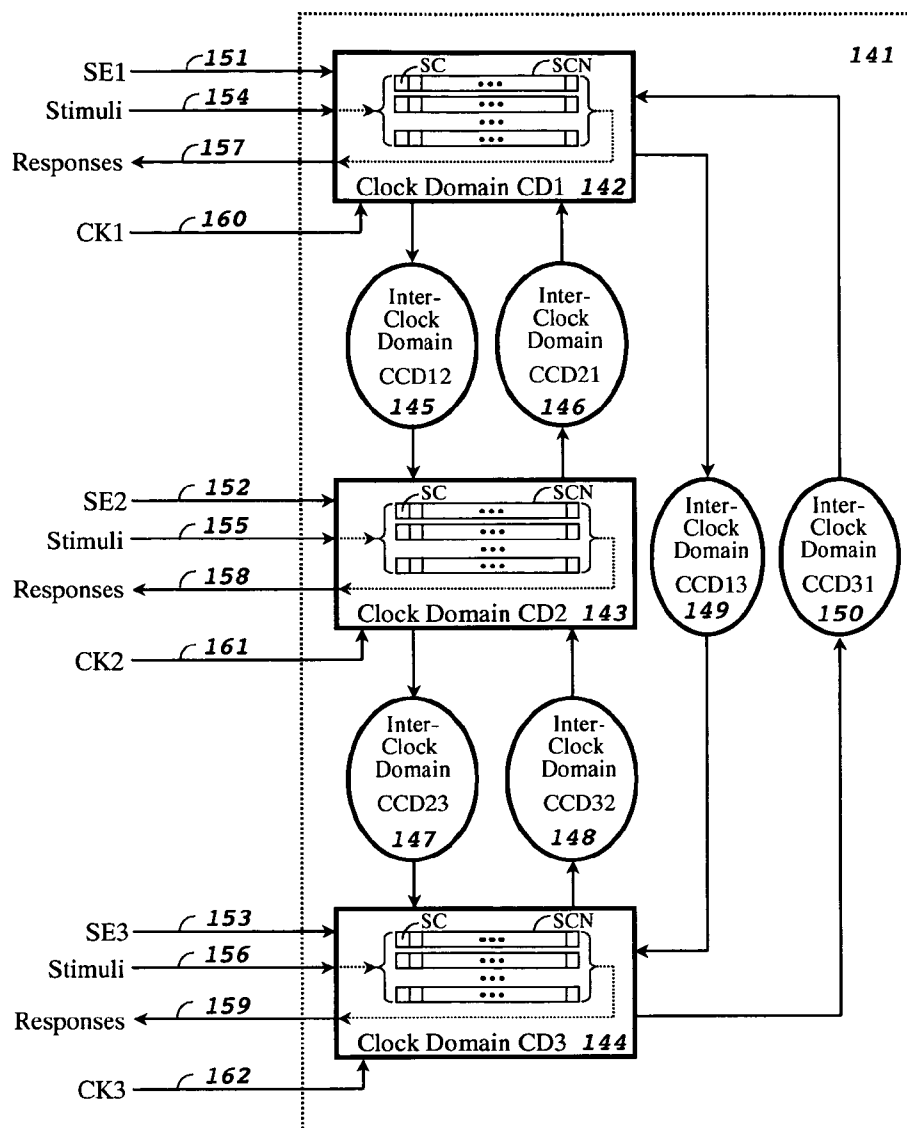 141
SE1 151 SC SCN
Stimuli 154 •••
•••
Responses 157 •••
Clock Domain CD1 142
CK1 160
Inter-
Clock
Domain
CCD12
145
Inter-
Clock
Domain
CCD21
146
SE2 152 SC SCN
Stimuli 155 •••
•••
Responses 158 •••
Clock Domain CD2 143
CK2 161
Inter-
Clock
Domain
CCD13
149
Inter-
Clock
Domain
CCD31
150
Inter-
Clock
Domain
CCD23
147
Inter-
Clock
Domain
CCD32
148
SE3 153 SC SCN
Stimuli 156 •••
•••
Responses 159 •••
Clock Domain CD3 144
CK3 162